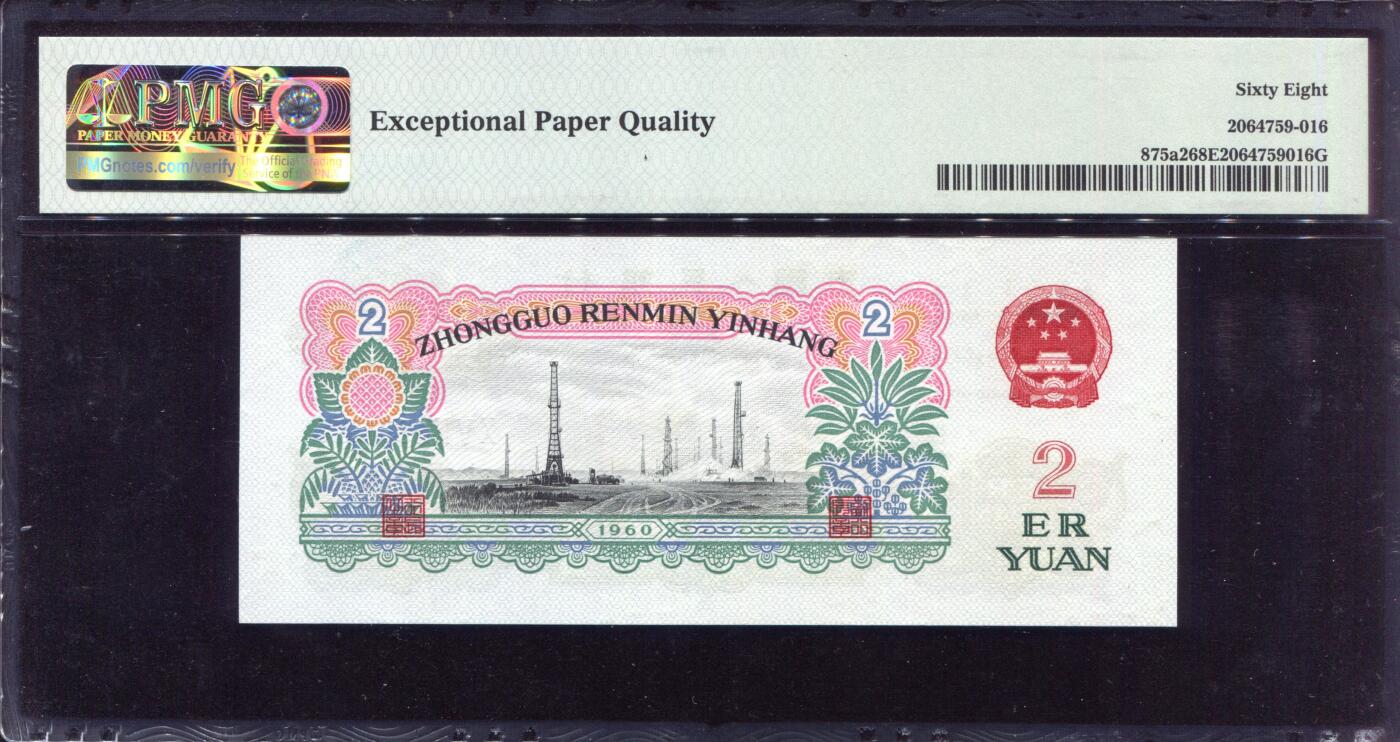 PMG
PAPER MONEY GUARANTY
PMGnotes.com/verify
The Official Grading
Service of the PNA
Exceptional Paper Quality
Sixty Eight
2064759-016
875a268E2064759016G
2
2
ZHONGGUO RENMIN YINHANG
1960
2
ER
YUAN